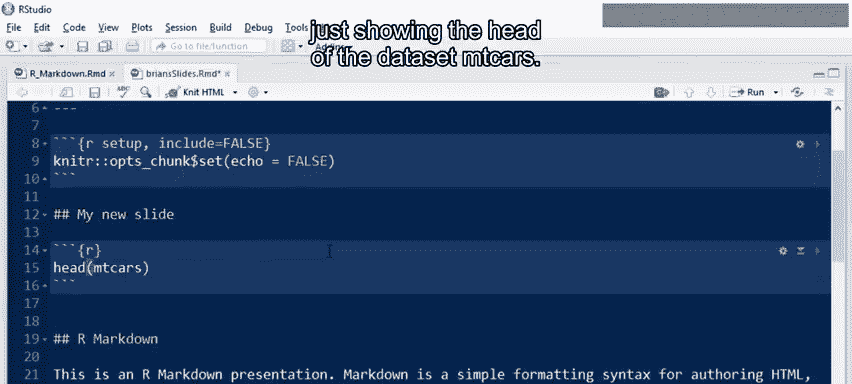 RStudio
File Edit Code View Plots Session Build Debug Tools
just showing the head
of the dataset mtcars.
Go to file/function
R_Markdown.Rmd
briansSlides.Rmd*
ABC
Knit HTML
Run
6 ---
7
8 ```{r setup, include=FALSE}
9 knitr::opts_chunk$set(echo = FALSE)
10 ```
11
12 ## My new slide
13
14 ```{r}
15 head(mtcars)
16 ```
17
18
19 ## R Markdown
20
21 This is an R Markdown presentation. Markdown is a simple formatting syntax for authoring HTML,